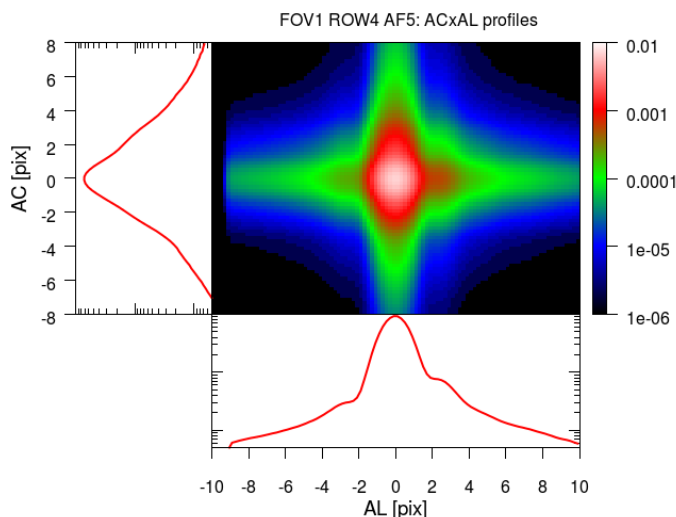 FOV1 ROW4 AF5: ACxAL profiles
8
6
4
2
0
-2
-4
-6
-8
AC [pix]
0.01
0.001
0.0001
1e-05
1e-06
-10 -8 -6 -4 -2 0 2 4 6 8 10
AL [pix]